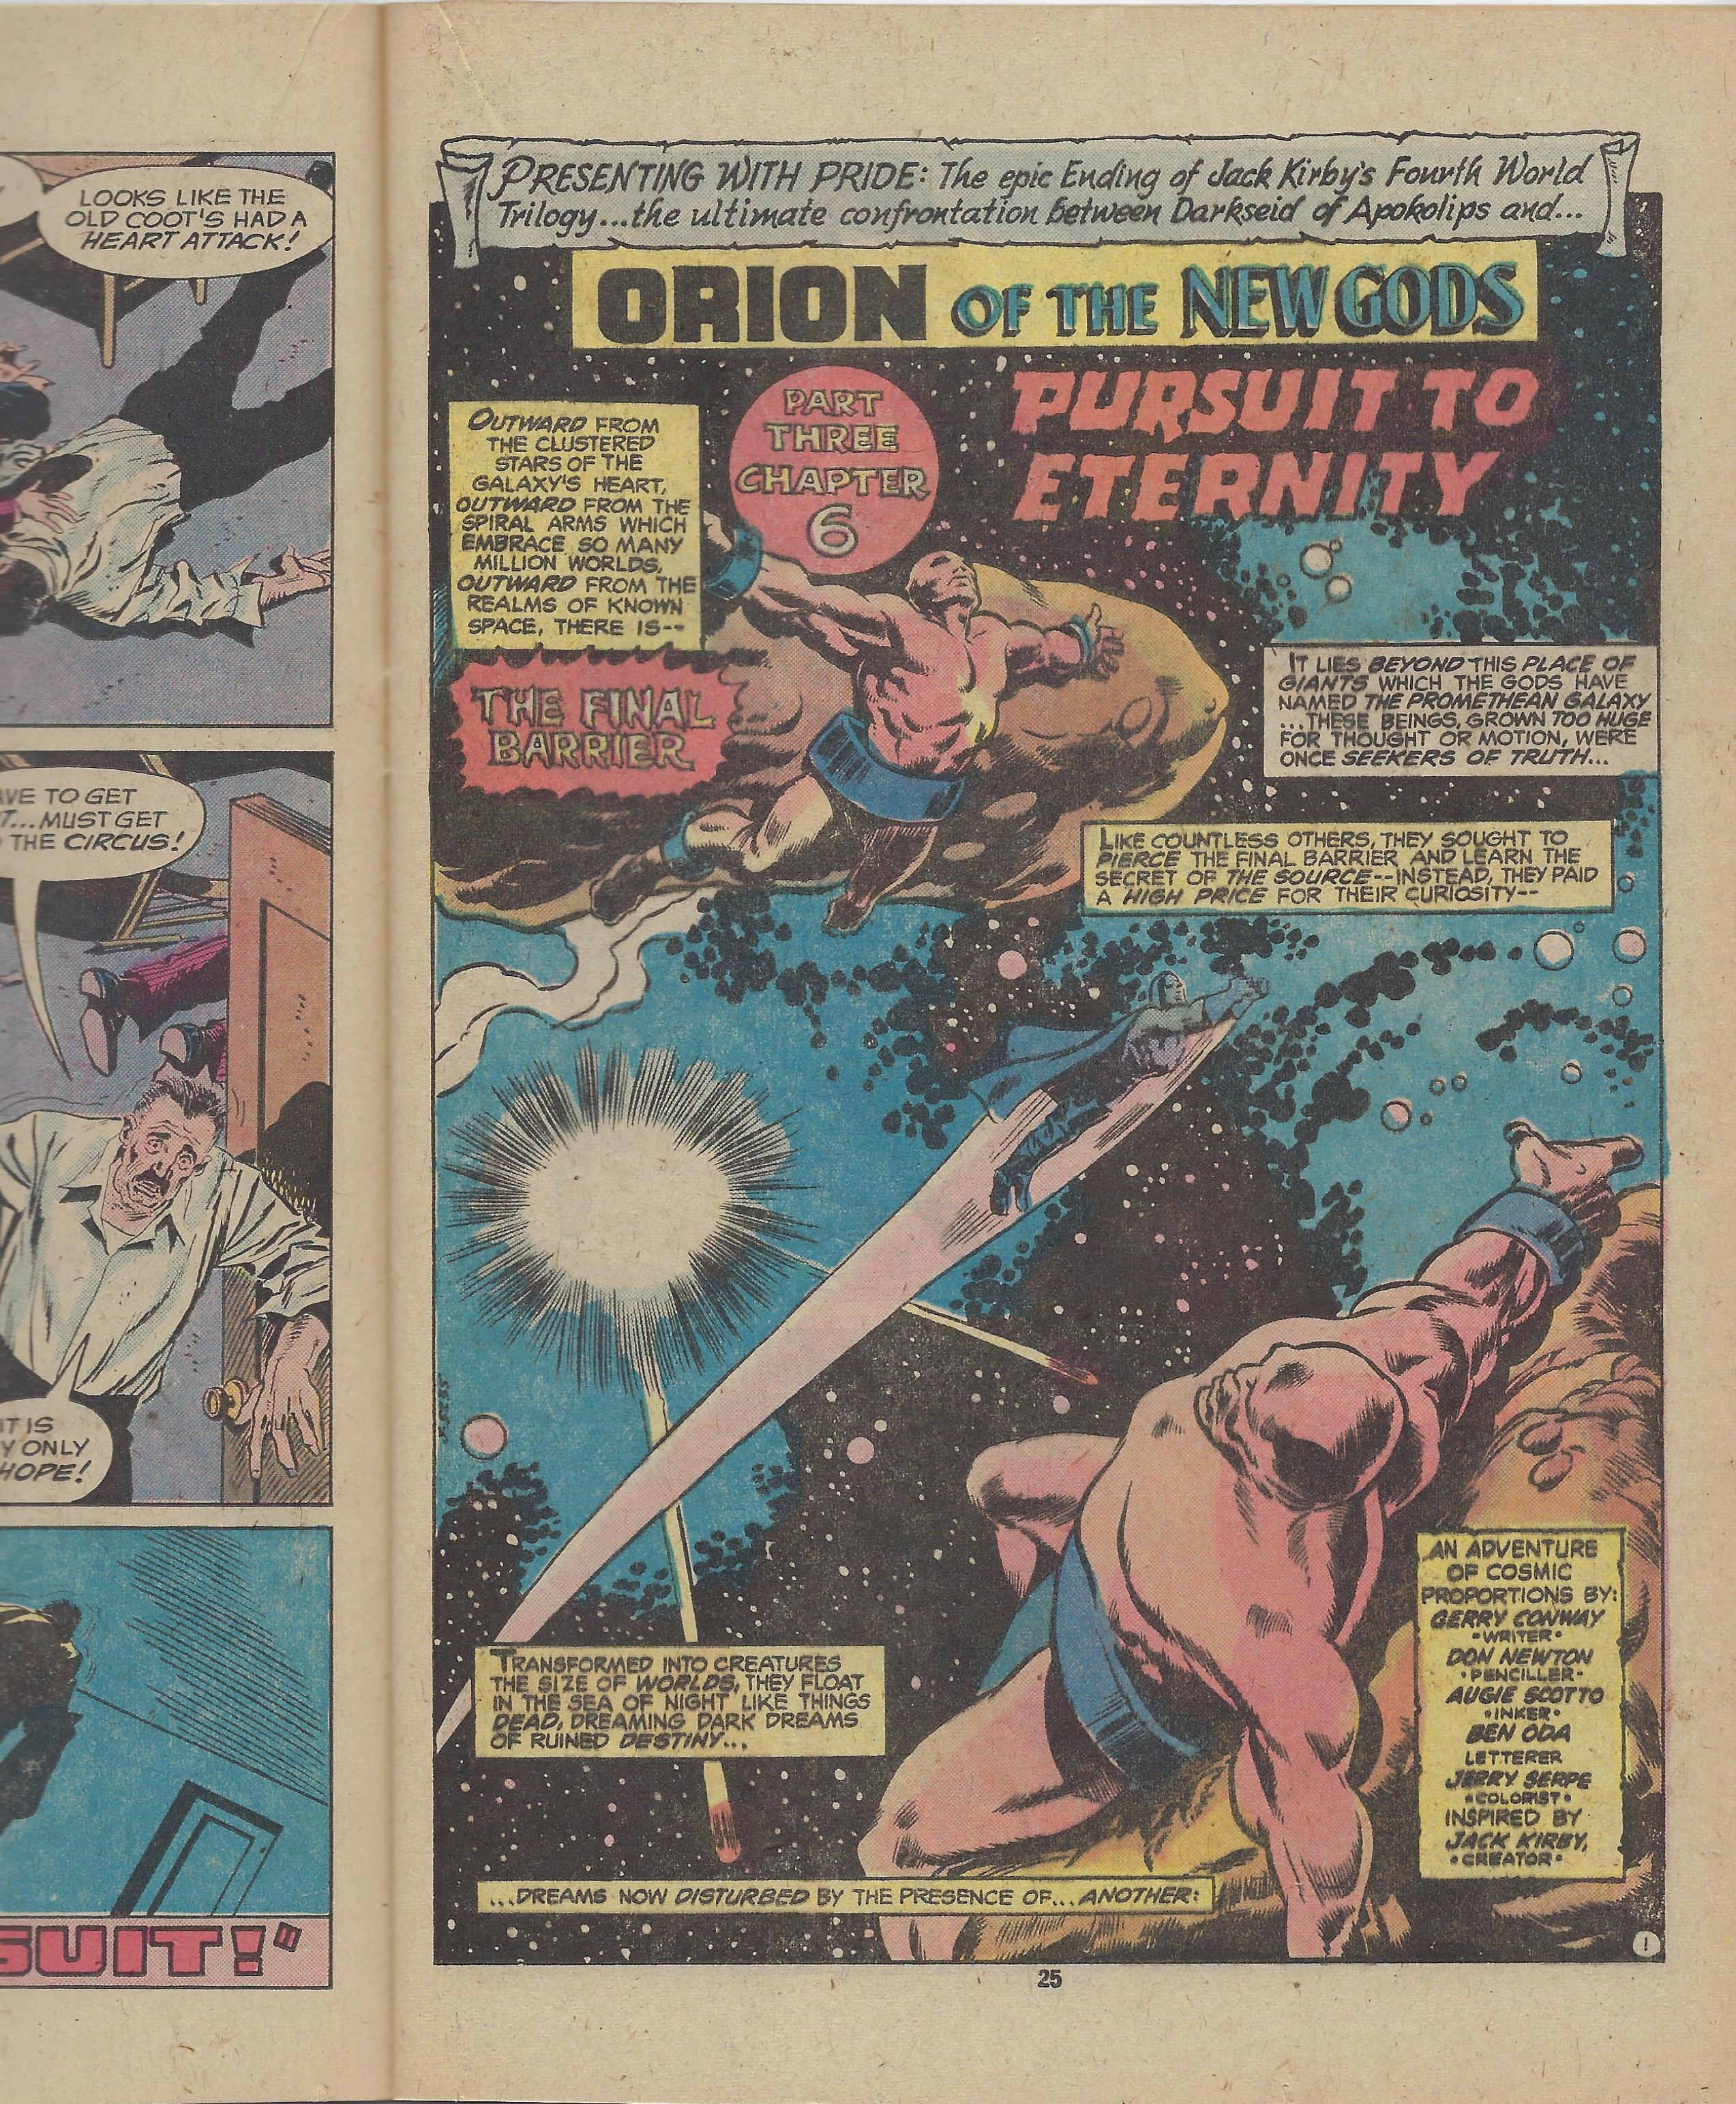 LOOKS LIKE THE
OLD COOT'S HAD A
HEART ATTACK!
AVE TO GET
T...MUST GET
THE CIRCUS!
IT IS
Y ONLY
HOPE!
SUIT!"
PRESENTING WITH PRIDE: The epic Ending of Jack Kirby's Fourth World
Trilogy...the ultimate confrontation between Darkseid of Apokolips and...
ORION OF THE NEW GODS
PURSUIT TO
ETERNITY
PART
THREE
CHAPTER
6
OUTWARD FROM
THE CLUSTERED
STARS OF THE
GALAXY'S HEART,
OUTWARD FROM THE
SPIRAL ARMS WHICH
EMBRACE SO MANY
MILLION WORLDS,
OUTWARD FROM THE
REALMS OF KNOWN
SPACE, THERE IS--
THE FINAL
BARRIER
IT LIES BEYOND THIS PLACE OF
GIANTS WHICH THE GODS HAVE
NAMED THE PROMETHEAN GALAXY
...THESE BEINGS, GROWN TOO HUGE
FOR THOUGHT OR MOTION, WERE
ONCE SEEKERS OF TRUTH...
LIKE COUNTLESS OTHERS, THEY SOUGHT TO
PIERCE THE FINAL BARRIER AND LEARN THE
SECRET OF THE SOURCE--INSTEAD, THEY PAID
A HIGH PRICE FOR THEIR CURIOSITY--
TRANSFORMED INTO CREATURES
THE SIZE OF WORLDS, THEY FLOAT
IN THE SEA OF NIGHT LIKE THINGS
DEAD, DREAMING DARK DREAMS
OF RUINED DESTINY...
AN ADVENTURE
OF COSMIC
PROPORTIONS BY:
GERRY CONWAY
•WRITER•
DON NEWTON
•PENCILLER•
AUGIE SCOTTO
•INKER•
BEN ODA
LETTERER
JERRY SERPE
•COLORIST•
INSPIRED BY
JACK KIRBY,
•CREATOR•
...DREAMS NOW DISTURBED BY THE PRESENCE OF...ANOTHER:
1
25